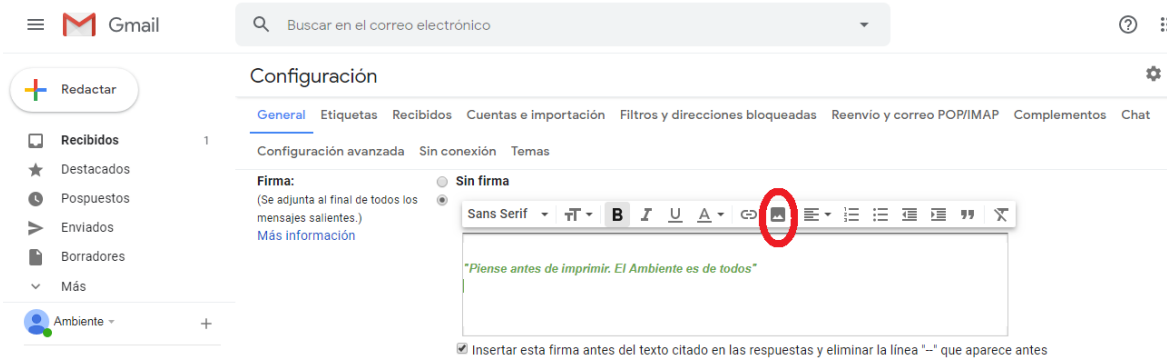 Gmail
Buscar en el correo electrónico
Redactar
Configuración
General Etiquetas Recibidos Cuentas e importación Filtros y direcciones bloqueadas Reenvío y correo POP/IMAP Complementos Chat
Configuración avanzada Sin conexión Temas
Recibidos 1
Destacados
Pospuestos
Enviados
Borradores
Más
Ambiente
Firma:
(Se adjunta al final de todos los
mensajes salientes.)
Más información
Sin firma
Sans Serif
"Piense antes de imprimir. El Ambiente es de todos"
Insertar esta firma antes del texto citado en las respuestas y eliminar la línea "--" que aparece antes